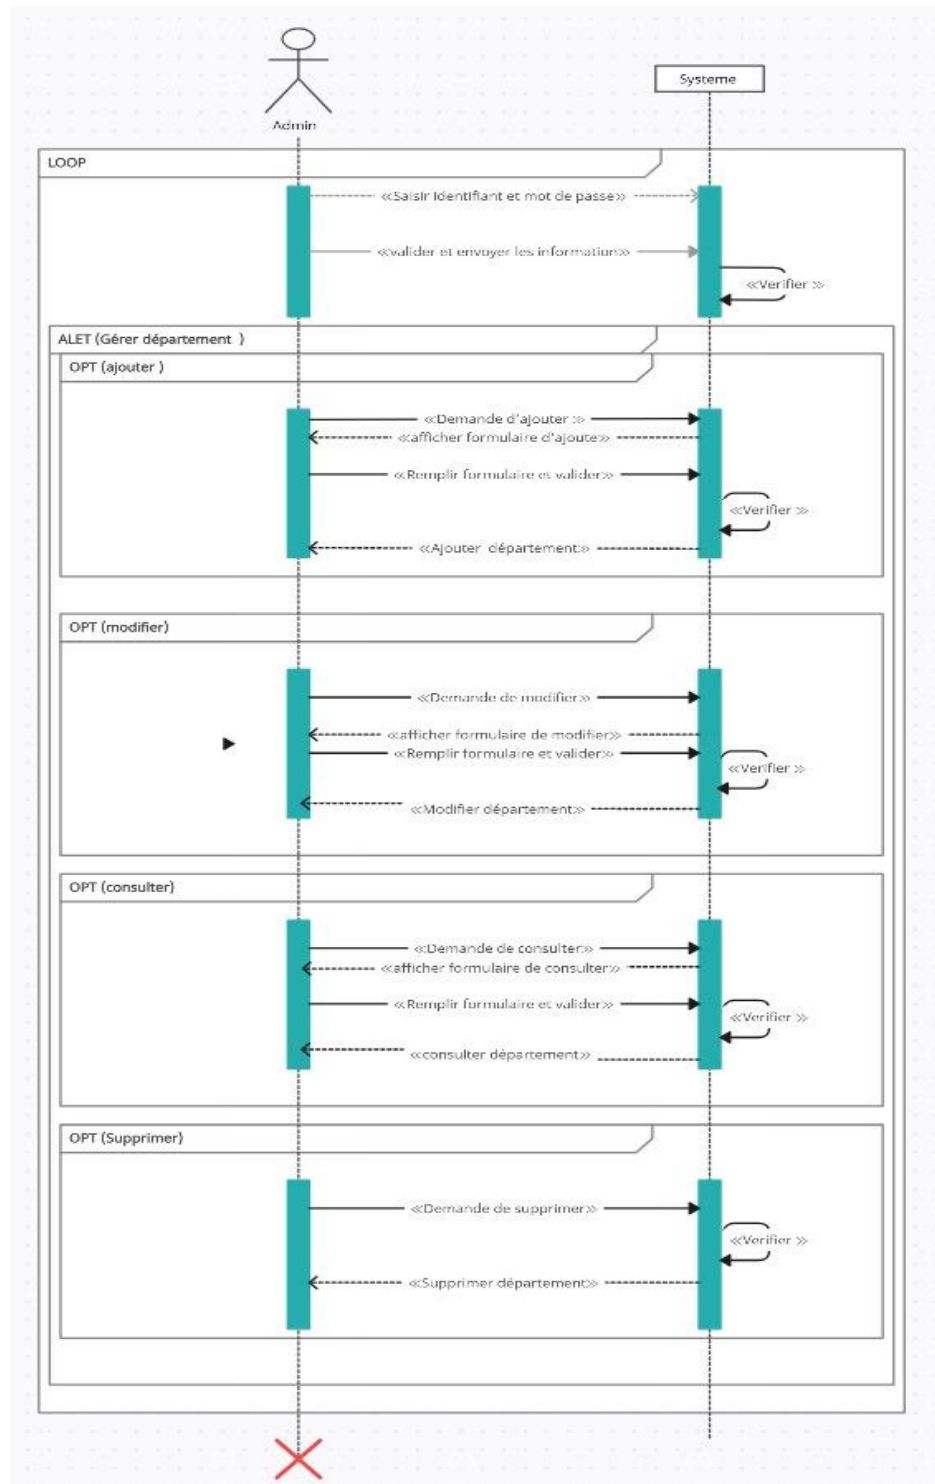 Systeme
Admin
LOOP
«Saisir identifiant et mot de passe»
«valider et envoyer les information»
«Verifier »
ALET (Gérer département )
OPT (ajouter )
«Demande d'ajouter »
«afficher formulaire d'ajoute»
«Remplir formulaire et valider»
«Verifier »
«Ajouter département»
OPT (modifier)
«Demande de modifier»
«afficher formulaire de modifier»
«Remplir formulaire et valider»
«Verifier »
«Modifier département»
OPT (consulter)
«Demande de consulter»
«afficher formulaire de consulter»
«Remplir formulaire et valider»
«Verifier »
«consulter département»
OPT (Supprimer)
«Demande de supprimer»
«Verifier »
«Supprimer département»